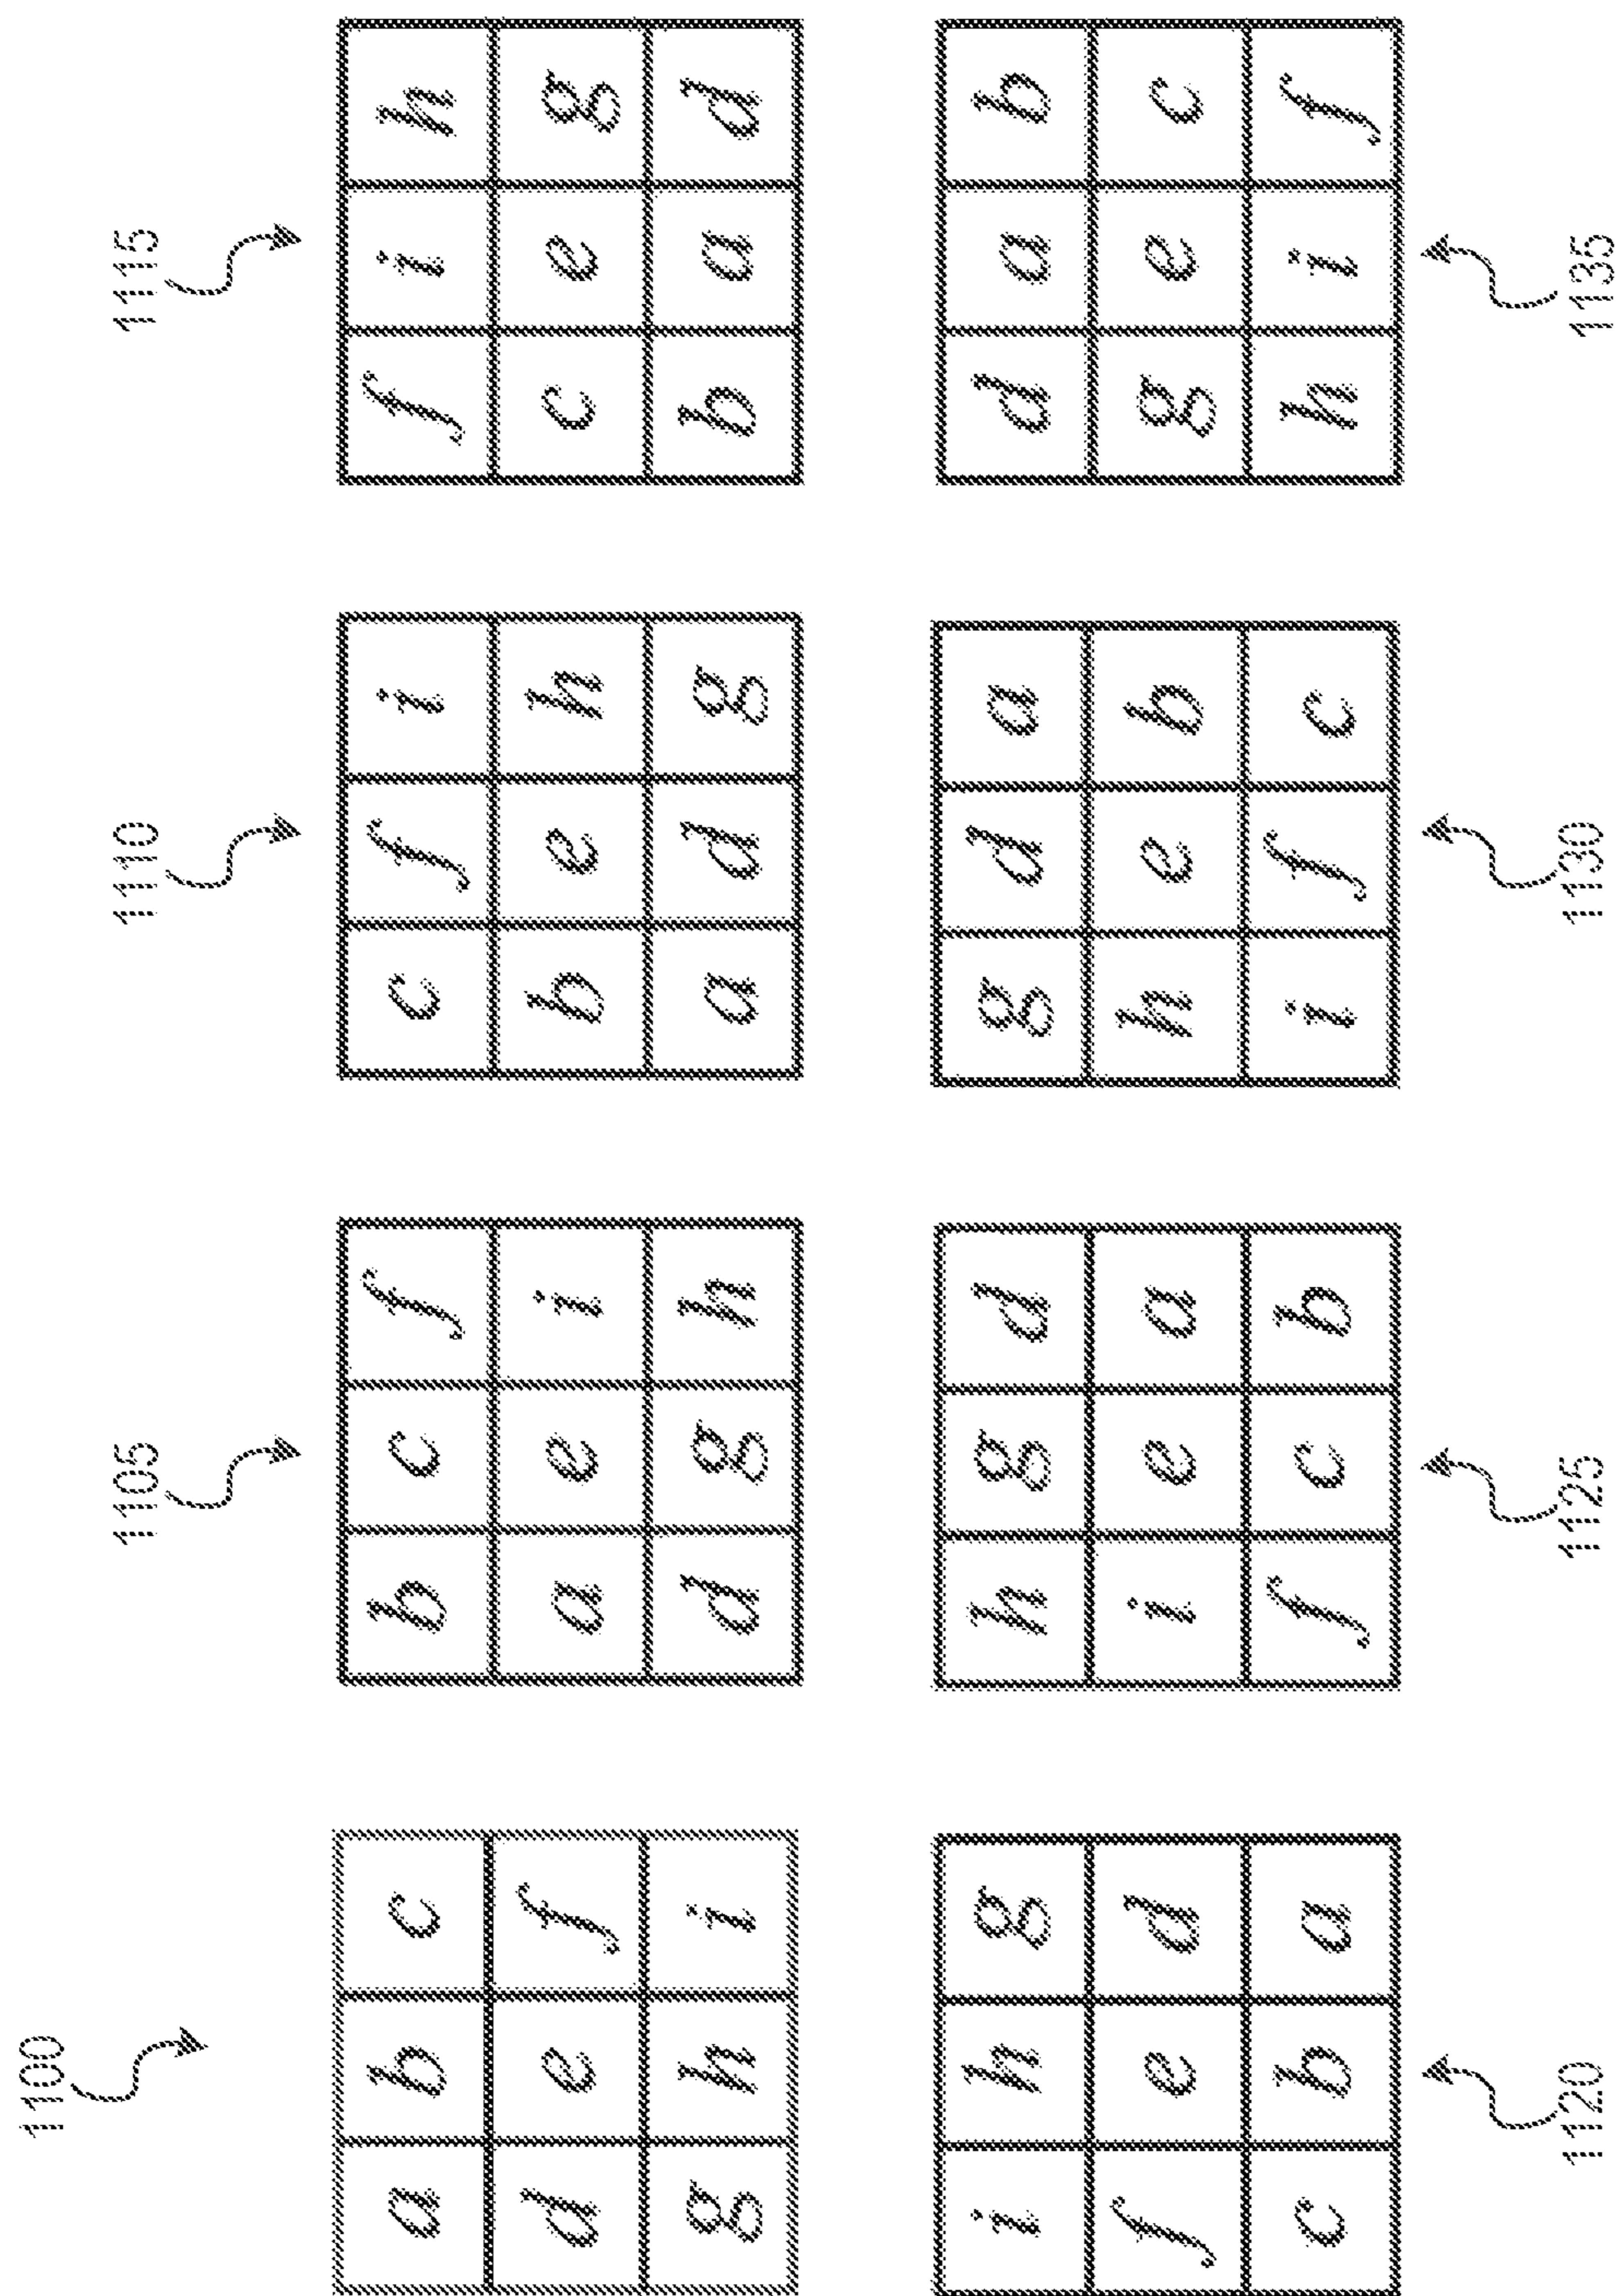 1100
1105 1110 1115
a b c b c f c f i f i h
d e f a e i b e h c e g
g h i d g h a d g b a d
i h g h g d g d a d a b
f e d i e a h e b g e c
c b a f c b i f c h i f
1120 1125 1130 1135